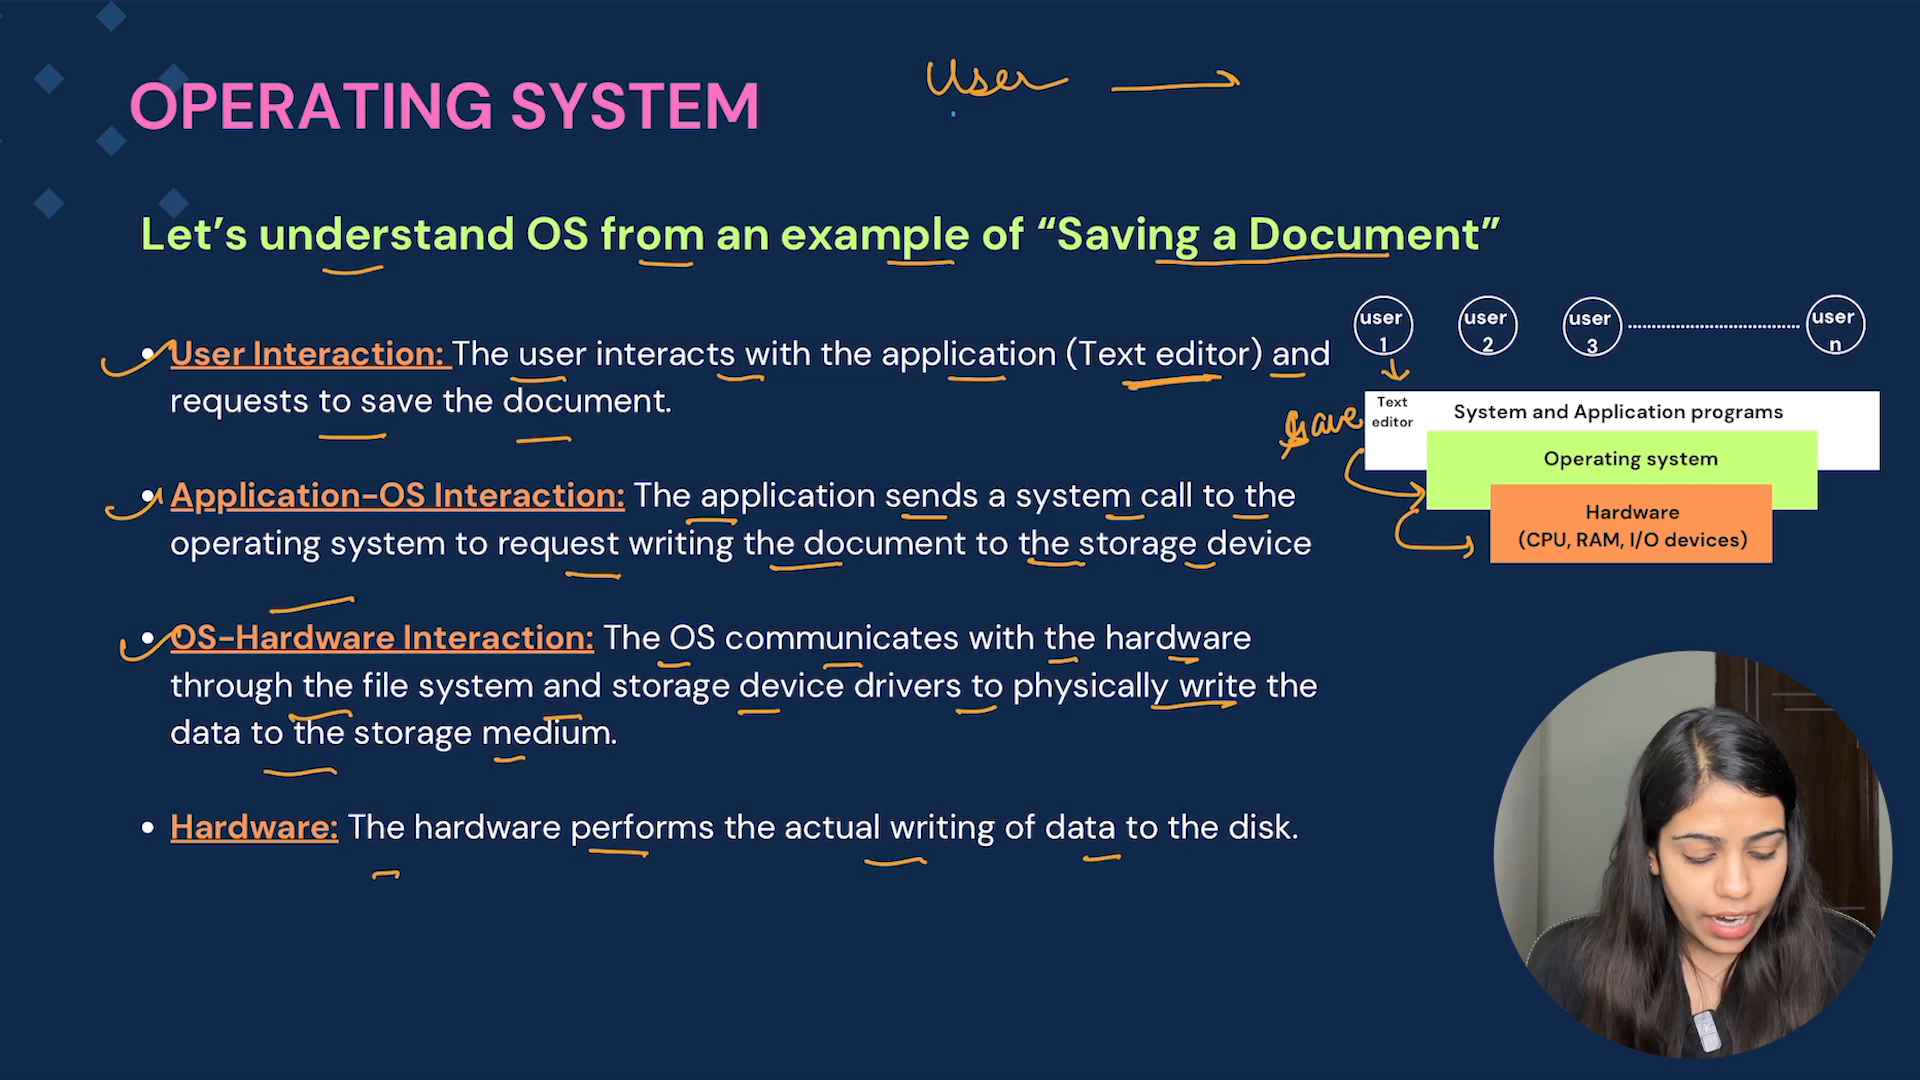 User
OPERATING SYSTEM
Let's understand OS from an example of “Saving a Document”
• User Interaction: The user interacts with the application (Text editor) and
requests to save the document.
• Application-OS Interaction: The application sends a system call to the
operating system to request writing the document to the storage device
• OS-Hardware Interaction: The OS communicates with the hardware
through the file system and storage device drivers to physically write the
data to the storage medium.
• Hardware: The hardware performs the actual writing of data to the disk.
user
1
user
2
user
3
user
n
save
Text
editor
System and Application programs
Operating system
Hardware
(CPU, RAM, I/O devices)